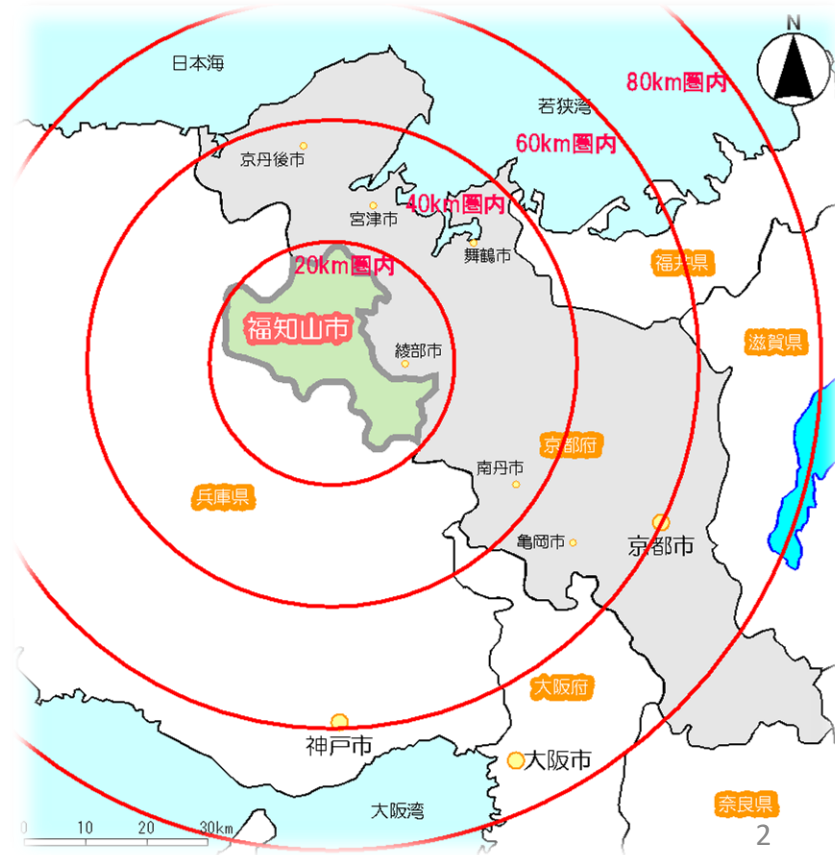 N
日本海
80km圏内
若狭湾
60km圏内
京丹後市
40km圏内
宮津市
舞鶴市
20km圏内
福井県
福知山市
滋賀県
綾部市
京都府
南丹市
兵庫県
亀岡市
京都市
大阪府
神戸市
大阪市
大阪湾
奈良県
0 10 20 30km
2